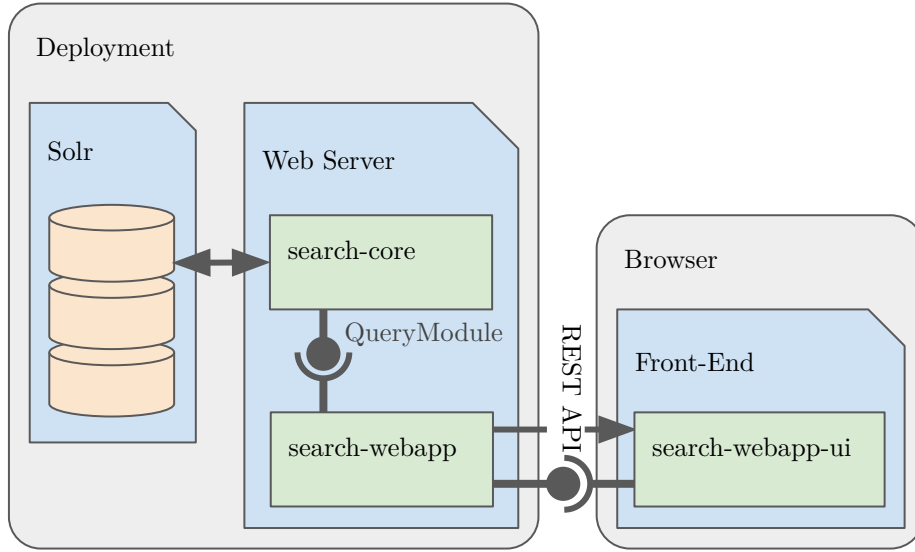 Deployment
Solr
Web Server
search-core
QueryModule
search-webapp
REST API
Browser
Front-End
search-webapp-ui